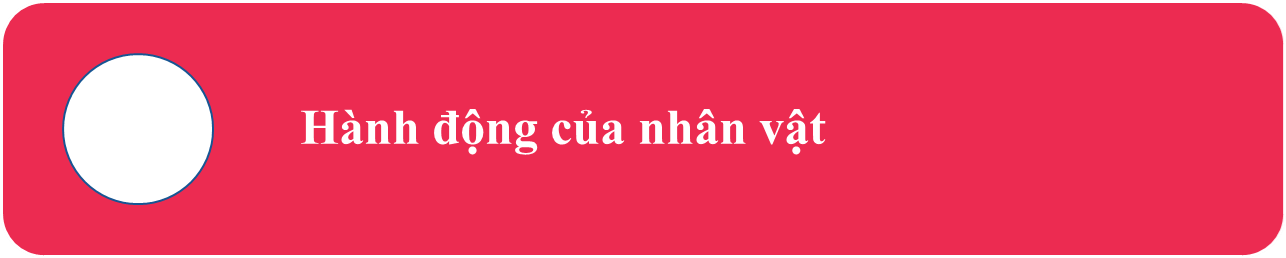 Hành động của nhân vật